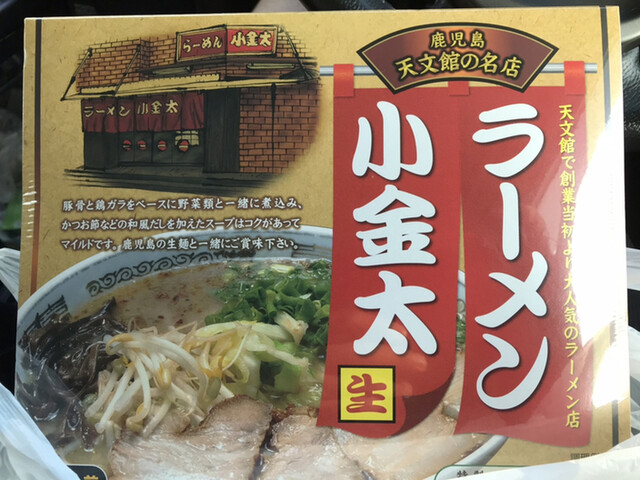 らーめん 小金太
ラーメン 小金太
鹿児島
天文館の名店
天文館で創業当初より大人気のラーメン店
ラーメン
小金太
生
豚骨と鶏ガラをベースに野菜類と一緒に煮込み、
かつお節などの和風だしを加えたスープはコクがあって
マイルドです。鹿児島の生麺と一緒にご賞味下さい。